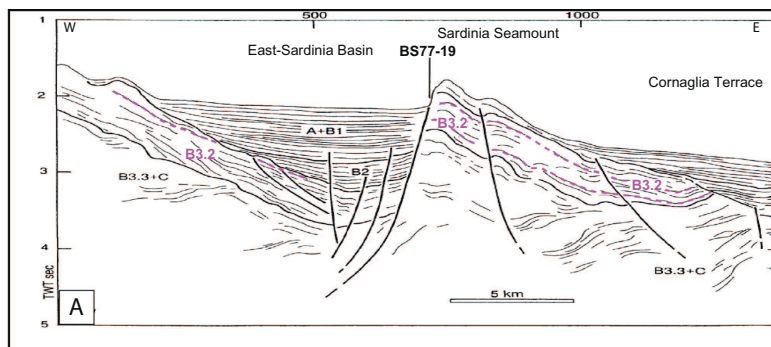 W 500 1000 E
Sardinia Seamount
East-Sardinia Basin BS77-19
Cornaglia Terrace
1
2
3
4
5
TWT sec
A+B1
B3.2
B3.2
B2
B3.2
B3.3+C
B3.3+C
5 km
A